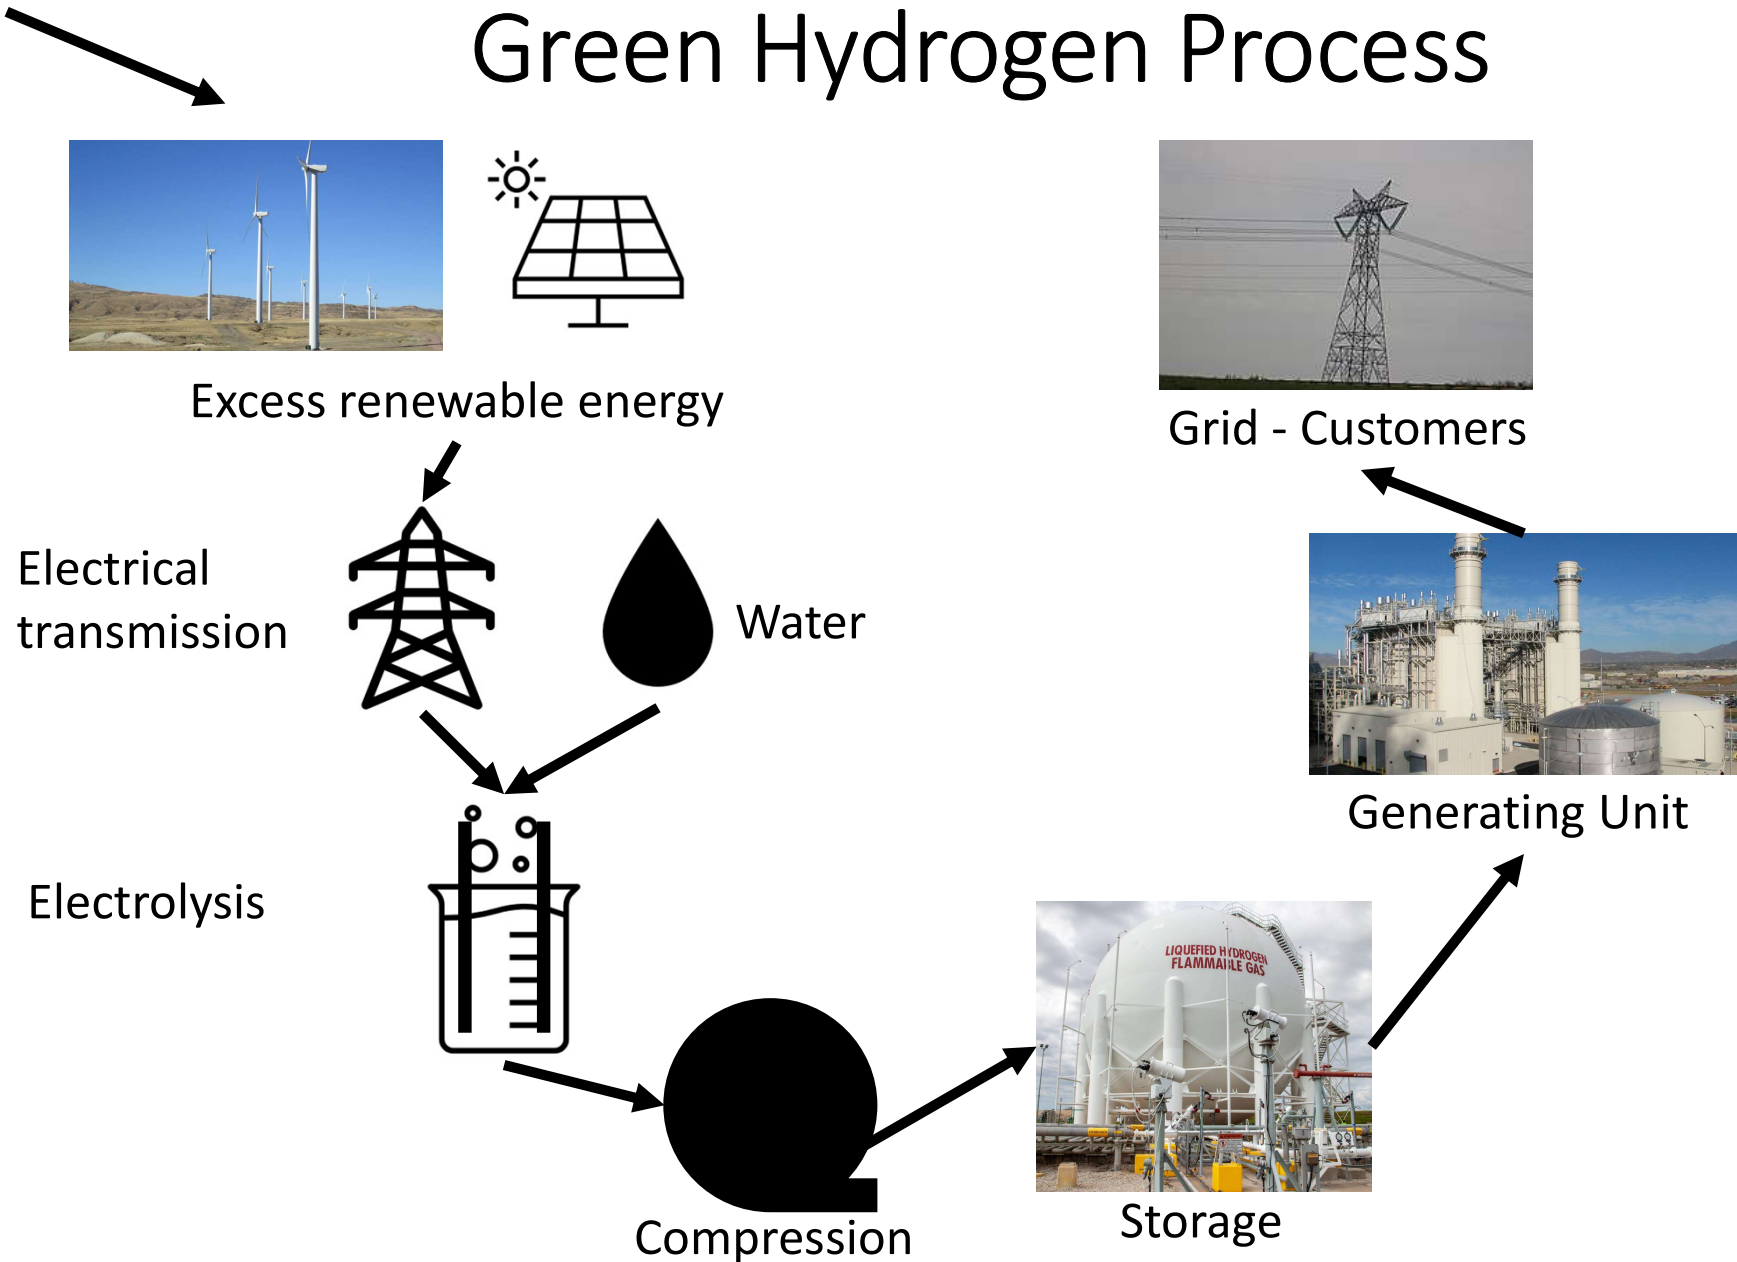 Green Hydrogen Process
Excess renewable energy
Electrical
transmission
Water
Electrolysis
Compression
LIQUEFIED HYDROGEN
FLAMMABLE GAS
Storage
Generating Unit
Grid - Customers